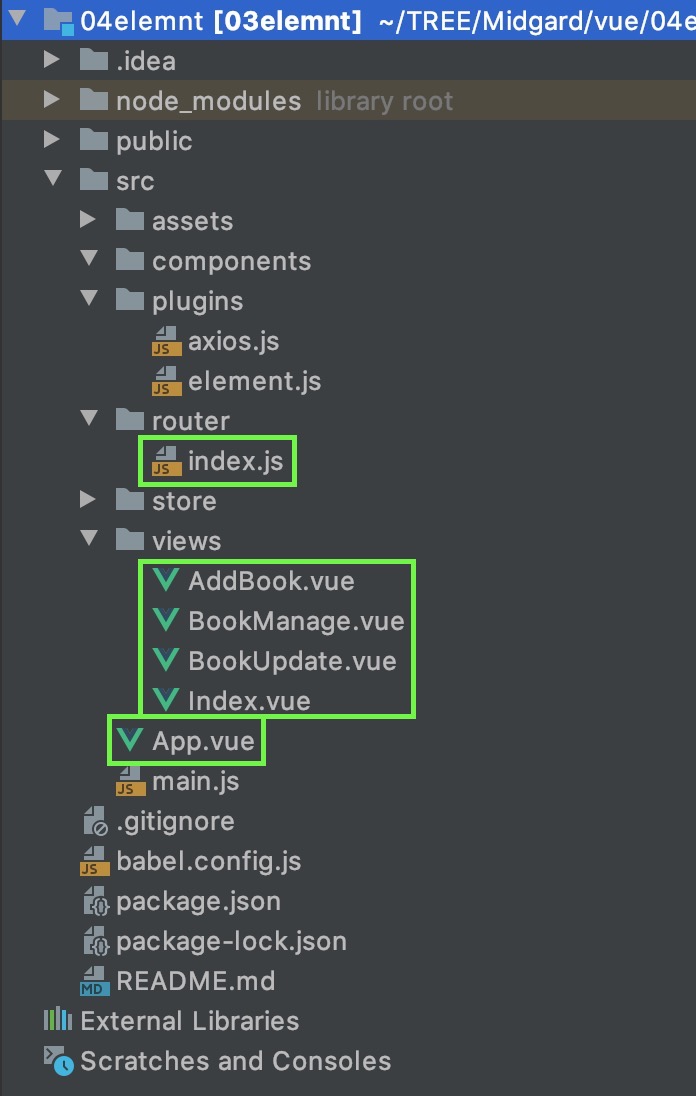 04elemnt [03elemnt] ~/TREE/Midgard/vue/04e
.idea
node_modules library root
public
src
assets
components
plugins
JS axios.js
JS element.js
router
JS index.js
store
views
AddBook.vue
BookManage.vue
BookUpdate.vue
Index.vue
App.vue
JS main.js
.gitignore
JS babel.config.js
package.json
package-lock.json
MD README.md
External Libraries
Scratches and Consoles